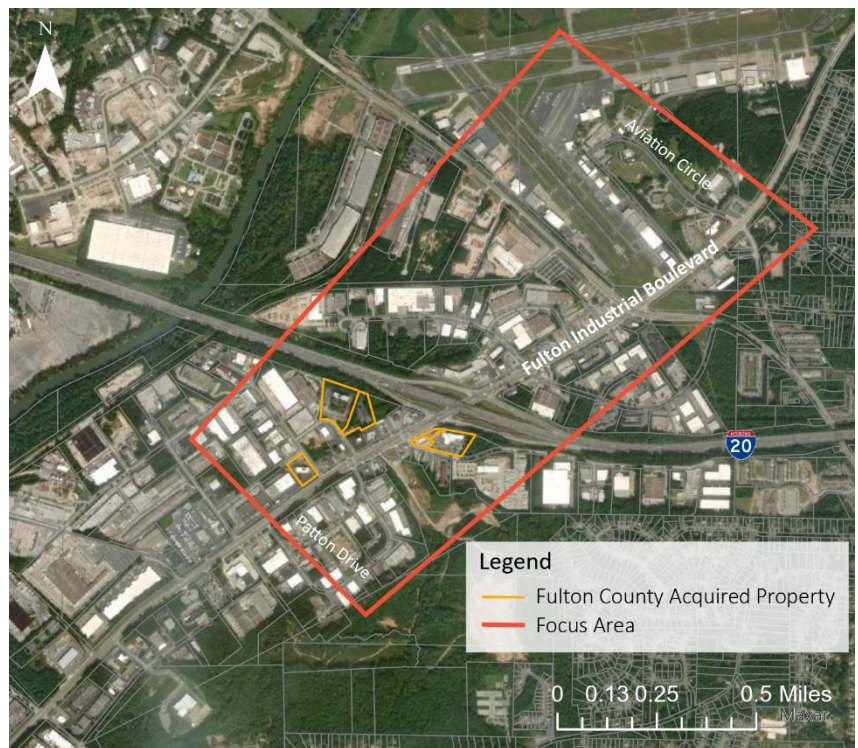 N
Aviation Circle
Fulton Industrial Boulevard
INTERSTATE
20
Patton Drive
Legend
Fulton County Acquired Property
Focus Area
0 0.13 0.25 0.5 Miles
Maxar